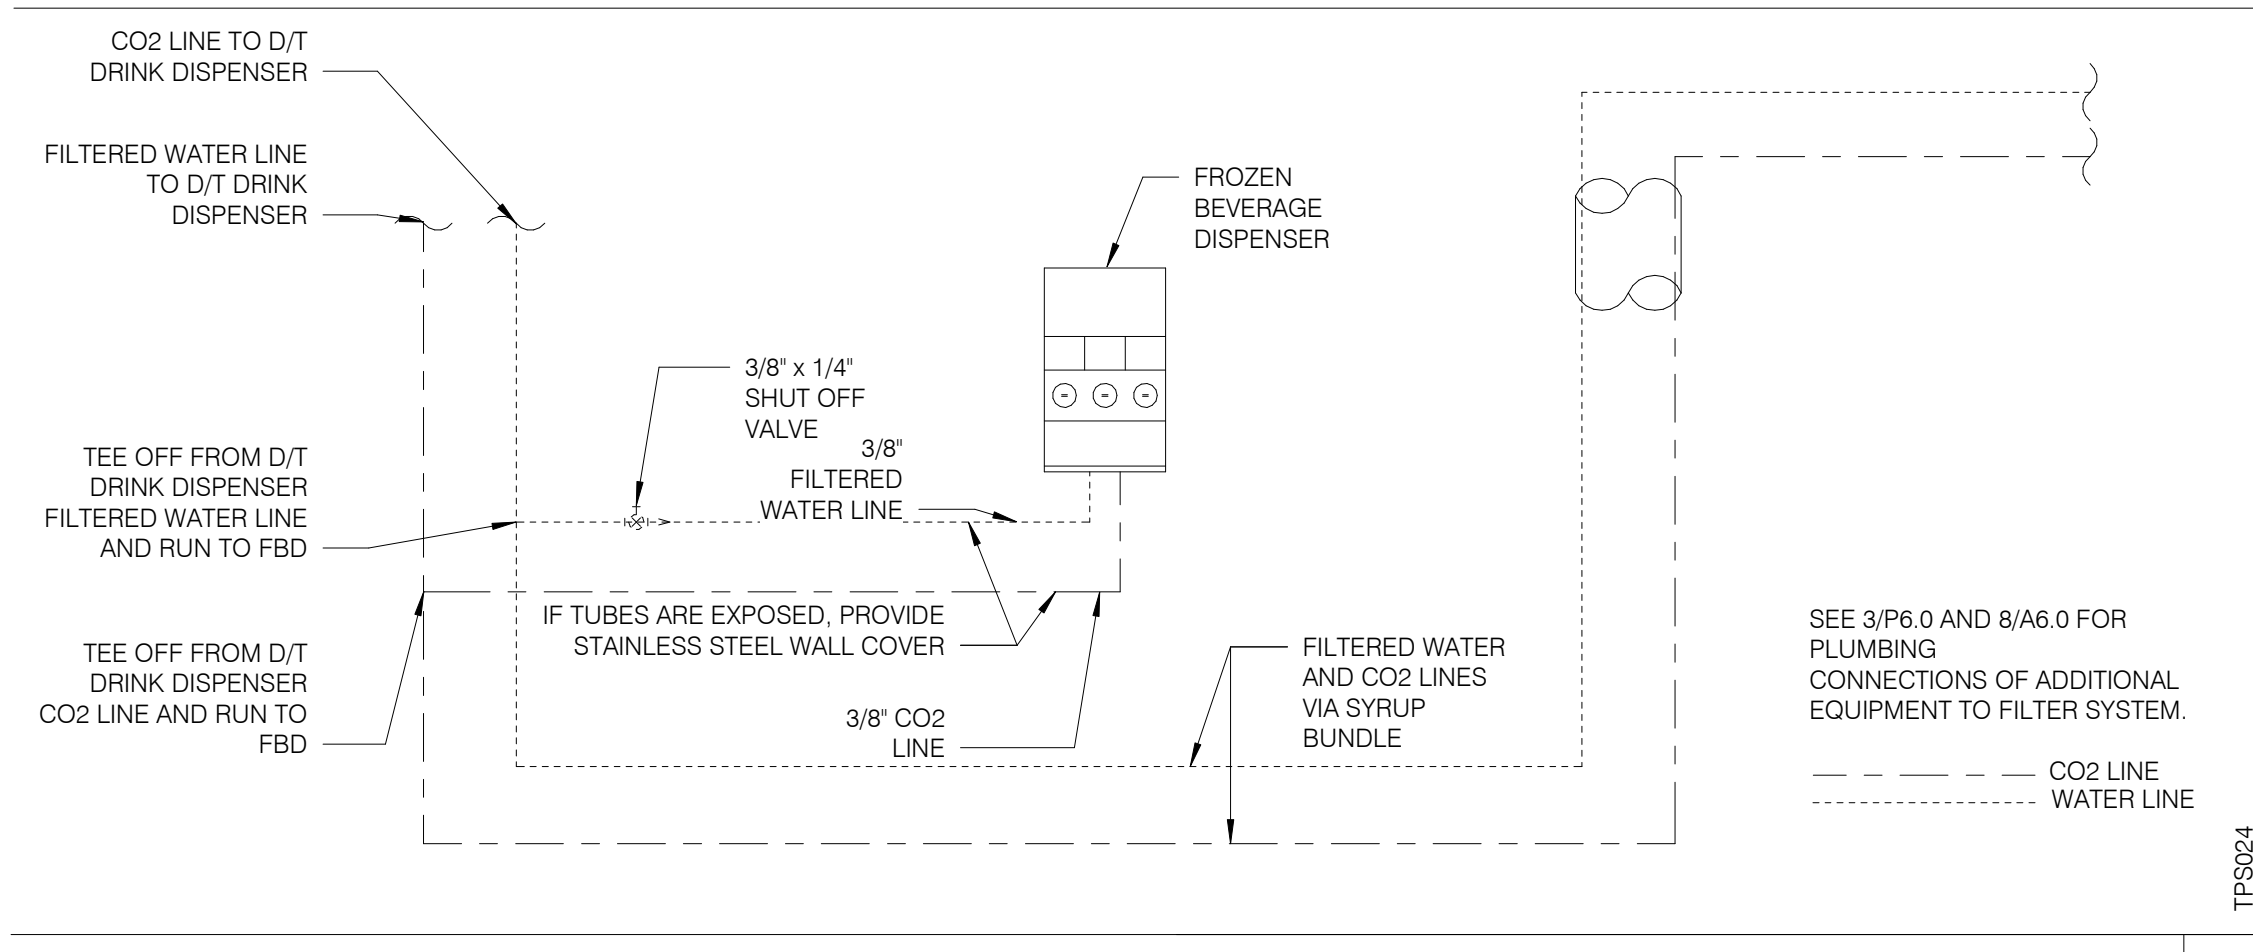 CO2 LINE TO D/T
DRINK DISPENSER
FILTERED WATER LINE
TO D/T DRINK
DISPENSER
FROZEN
BEVERAGE
DISPENSER
3/8" x 1/4"
SHUT OFF
VALVE
3/8"
FILTERED
WATER LINE
TEE OFF FROM D/T
DRINK DISPENSER
FILTERED WATER LINE
AND RUN TO FBD
IF TUBES ARE EXPOSED, PROVIDE
STAINLESS STEEL WALL COVER
TEE OFF FROM D/T
DRINK DISPENSER
CO2 LINE AND RUN TO
FBD
3/8" CO2
LINE
FILTERED WATER
AND CO2 LINES
VIA SYRUP
BUNDLE
SEE 3/P6.0 AND 8/A6.0 FOR
PLUMBING
CONNECTIONS OF ADDITIONAL
EQUIPMENT TO FILTER SYSTEM.
CO2 LINE
WATER LINE
TPS024